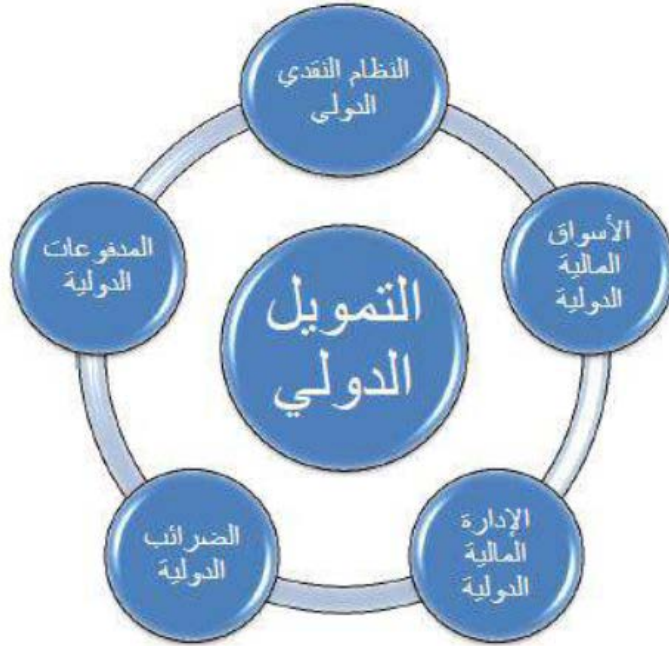 النظام النقدي
الدولي
الأسواق
المالية
الدولية
الإدارة
المالية
الدولية
الضرائب
الدولية
المدفوعات
الدولية
التمويل
الدولي